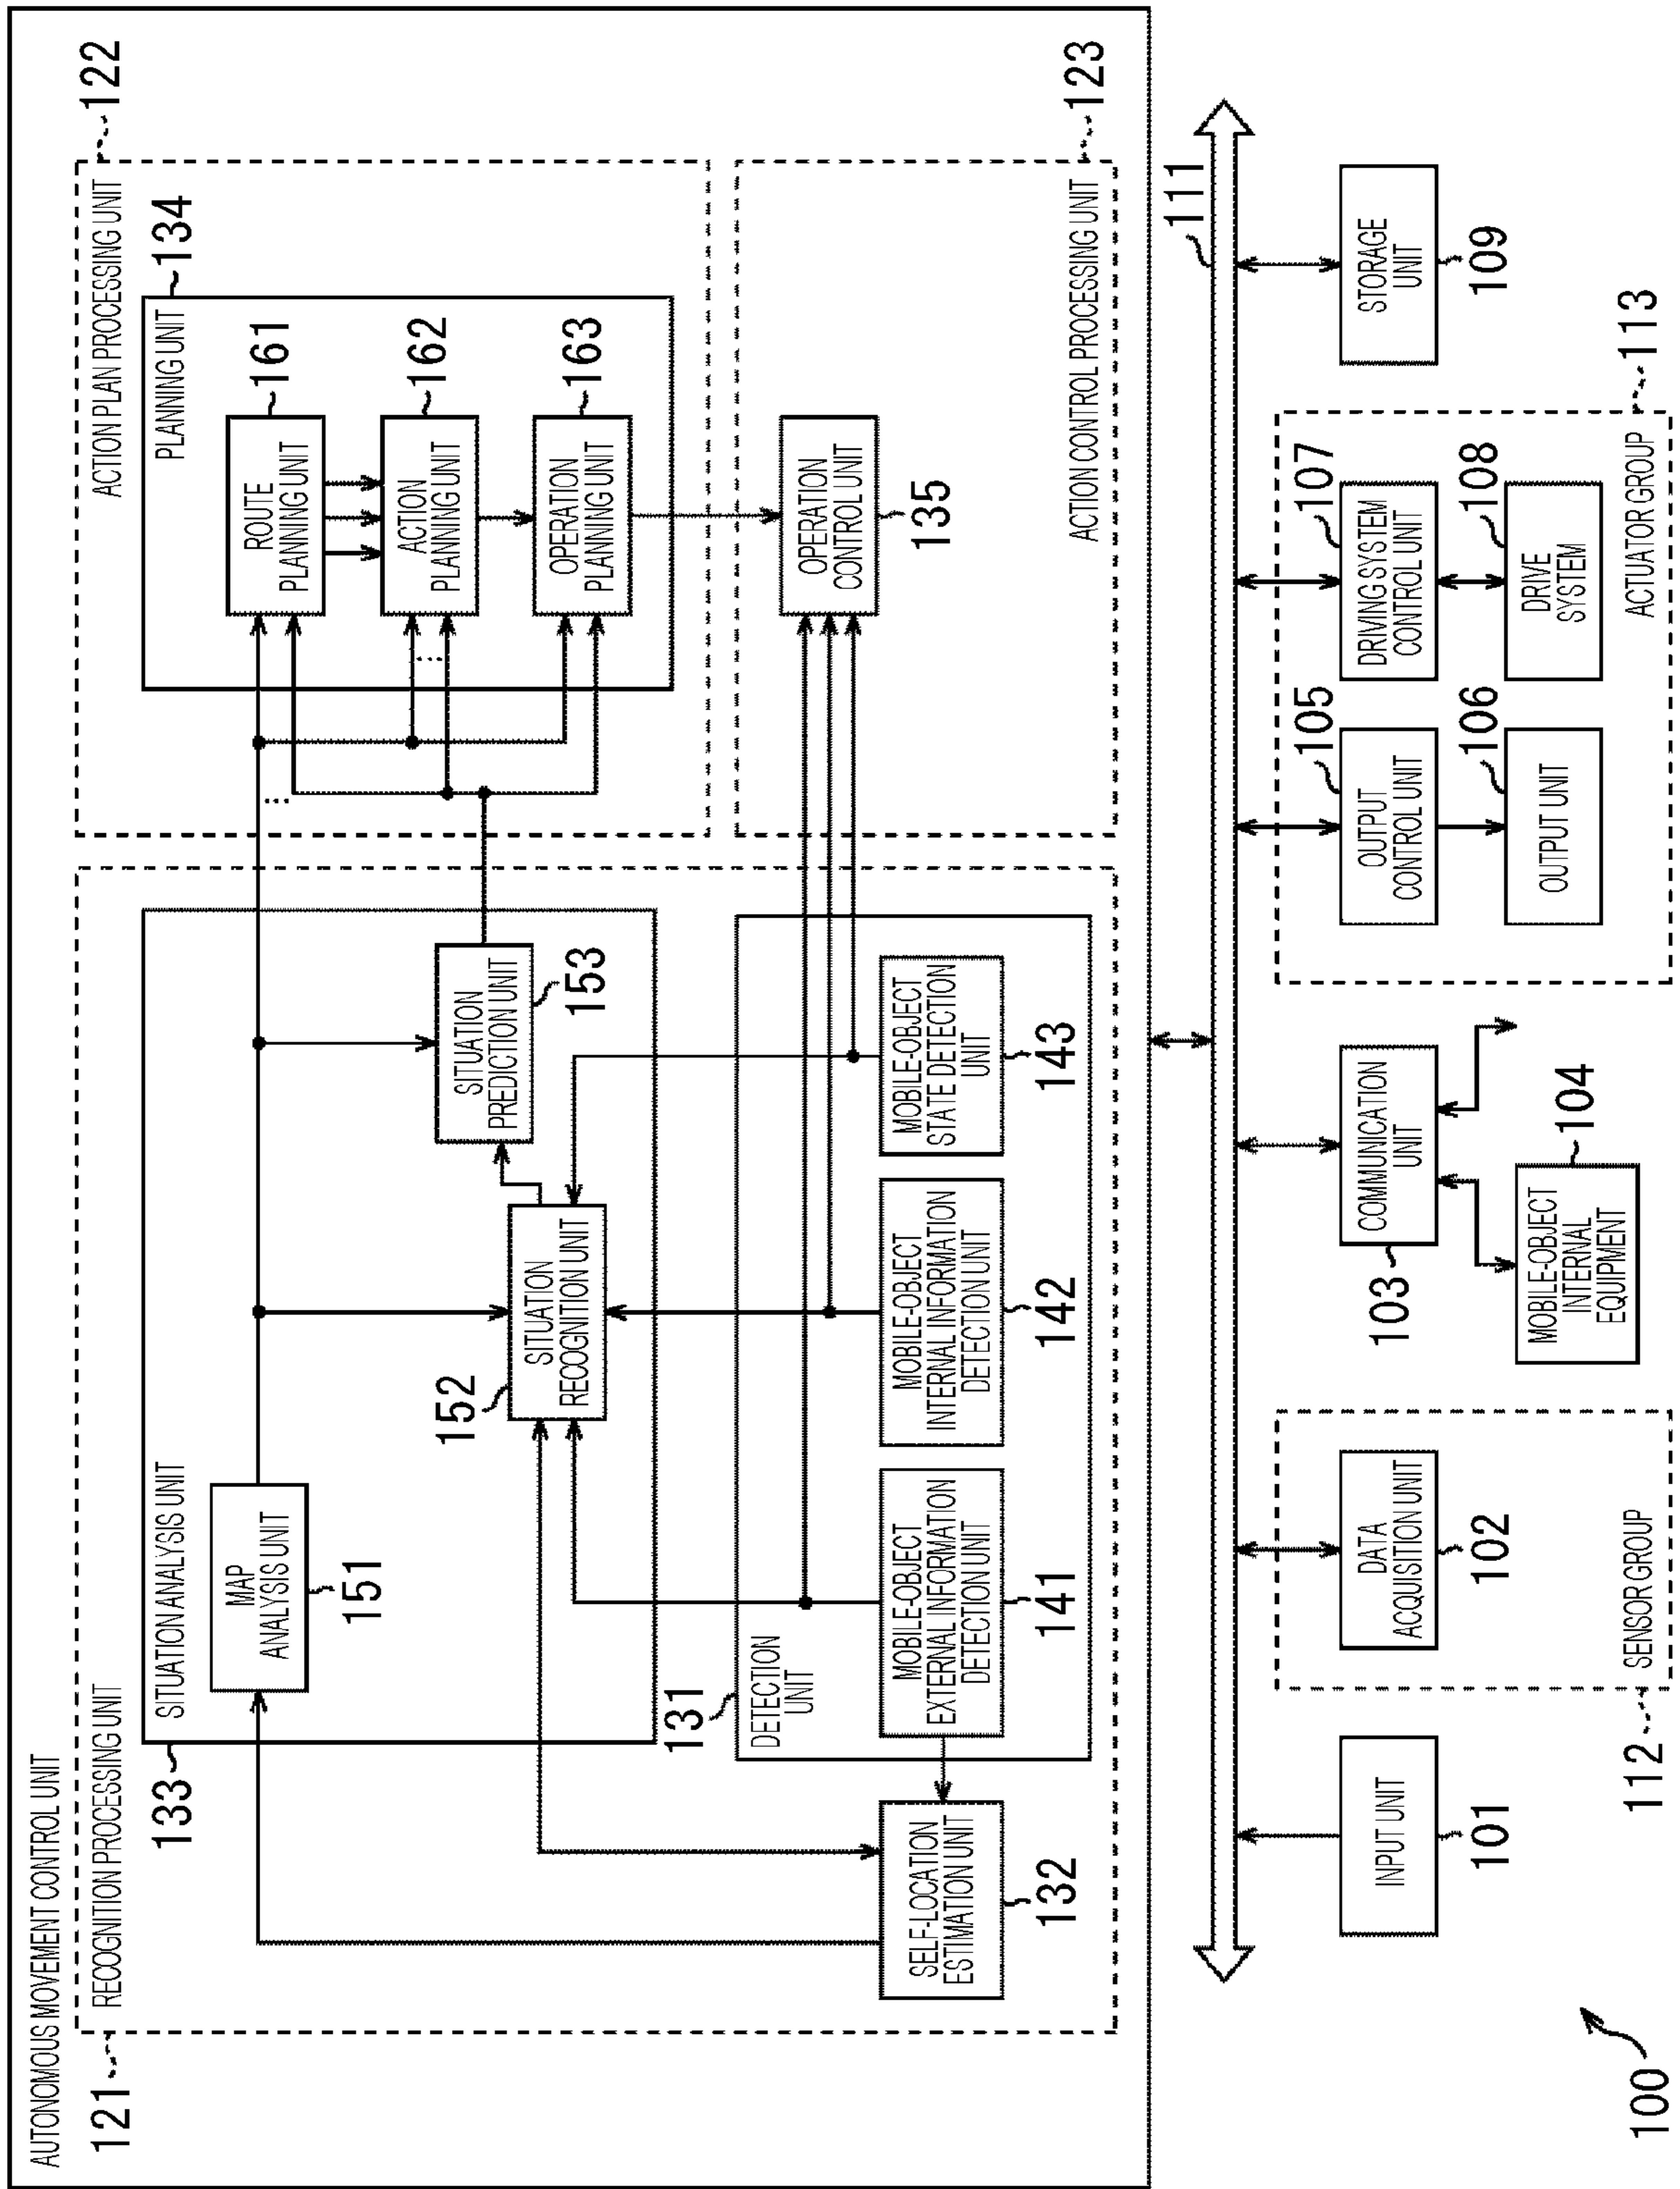 AUTONOMOUS MOVEMENT CONTROL UNIT
121
RECOGNITION PROCESSING UNIT
133
SITUATION ANALYSIS UNIT
MAP
ANALYSIS UNIT
151
152
SITUATION
RECOGNITION UNIT
SITUATION
PREDICTION UNIT
153
131
DETECTION
UNIT
MOBILE-OBJECT
EXTERNAL INFORMATION
DETECTION UNIT
141
MOBILE-OBJECT
INTERNAL INFORMATION
DETECTION UNIT
142
MOBILE-OBJECT
STATE DETECTION
UNIT
143
SELF-LOCATION
ESTIMATION UNIT
132
122
ACTION PLAN PROCESSING UNIT
134
PLANNING UNIT
161
ROUTE
PLANNING UNIT
162
ACTION
PLANNING UNIT
163
OPERATION
PLANNING UNIT
123
ACTION CONTROL PROCESSING UNIT
OPERATION
CONTROL UNIT
135
111
INPUT UNIT
101
112
SENSOR GROUP
DATA
ACQUISITION UNIT
102
COMMUNICATION
UNIT
103
104
MOBILE-OBJECT
INTERNAL
EQUIPMENT
105
OUTPUT
CONTROL UNIT
106
OUTPUT UNIT
107
DRIVING SYSTEM
CONTROL UNIT
108
DRIVE
SYSTEM
ACTUATOR GROUP
113
STORAGE
UNIT
109
100